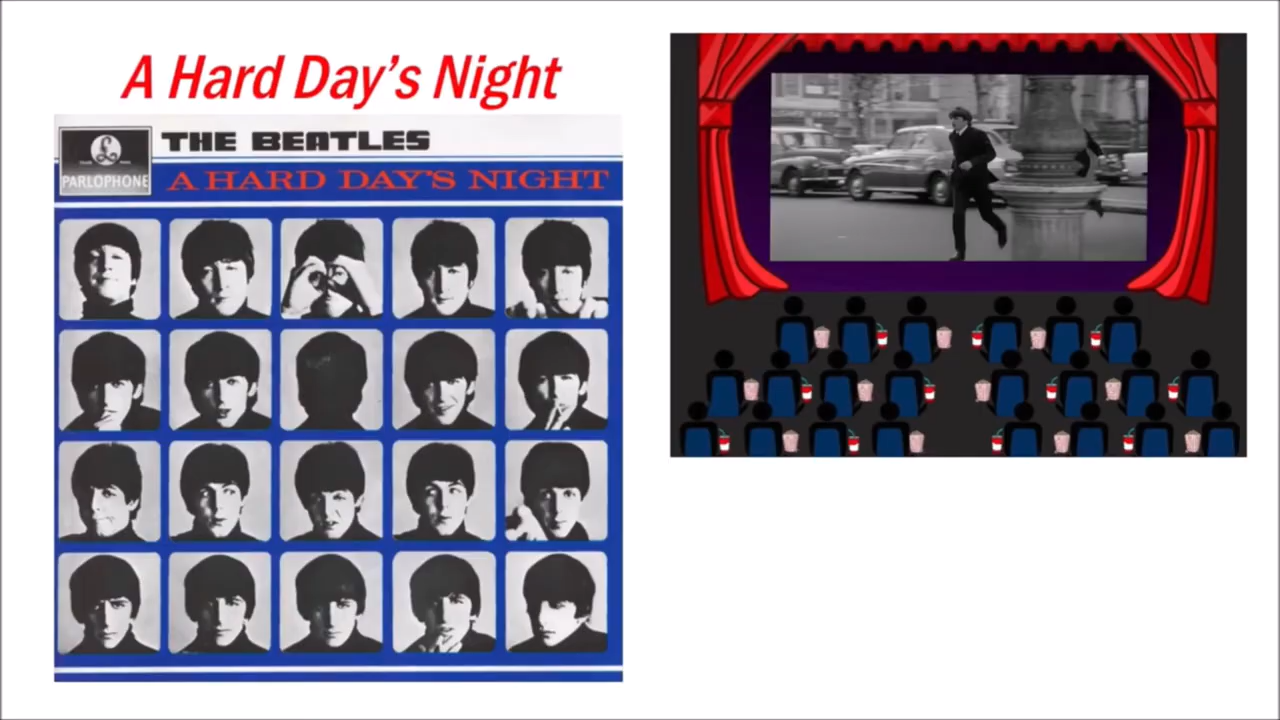 A Hard Day's Night
THE BEATLES
PARLOPHONE
A HARD DAY'S NIGHT